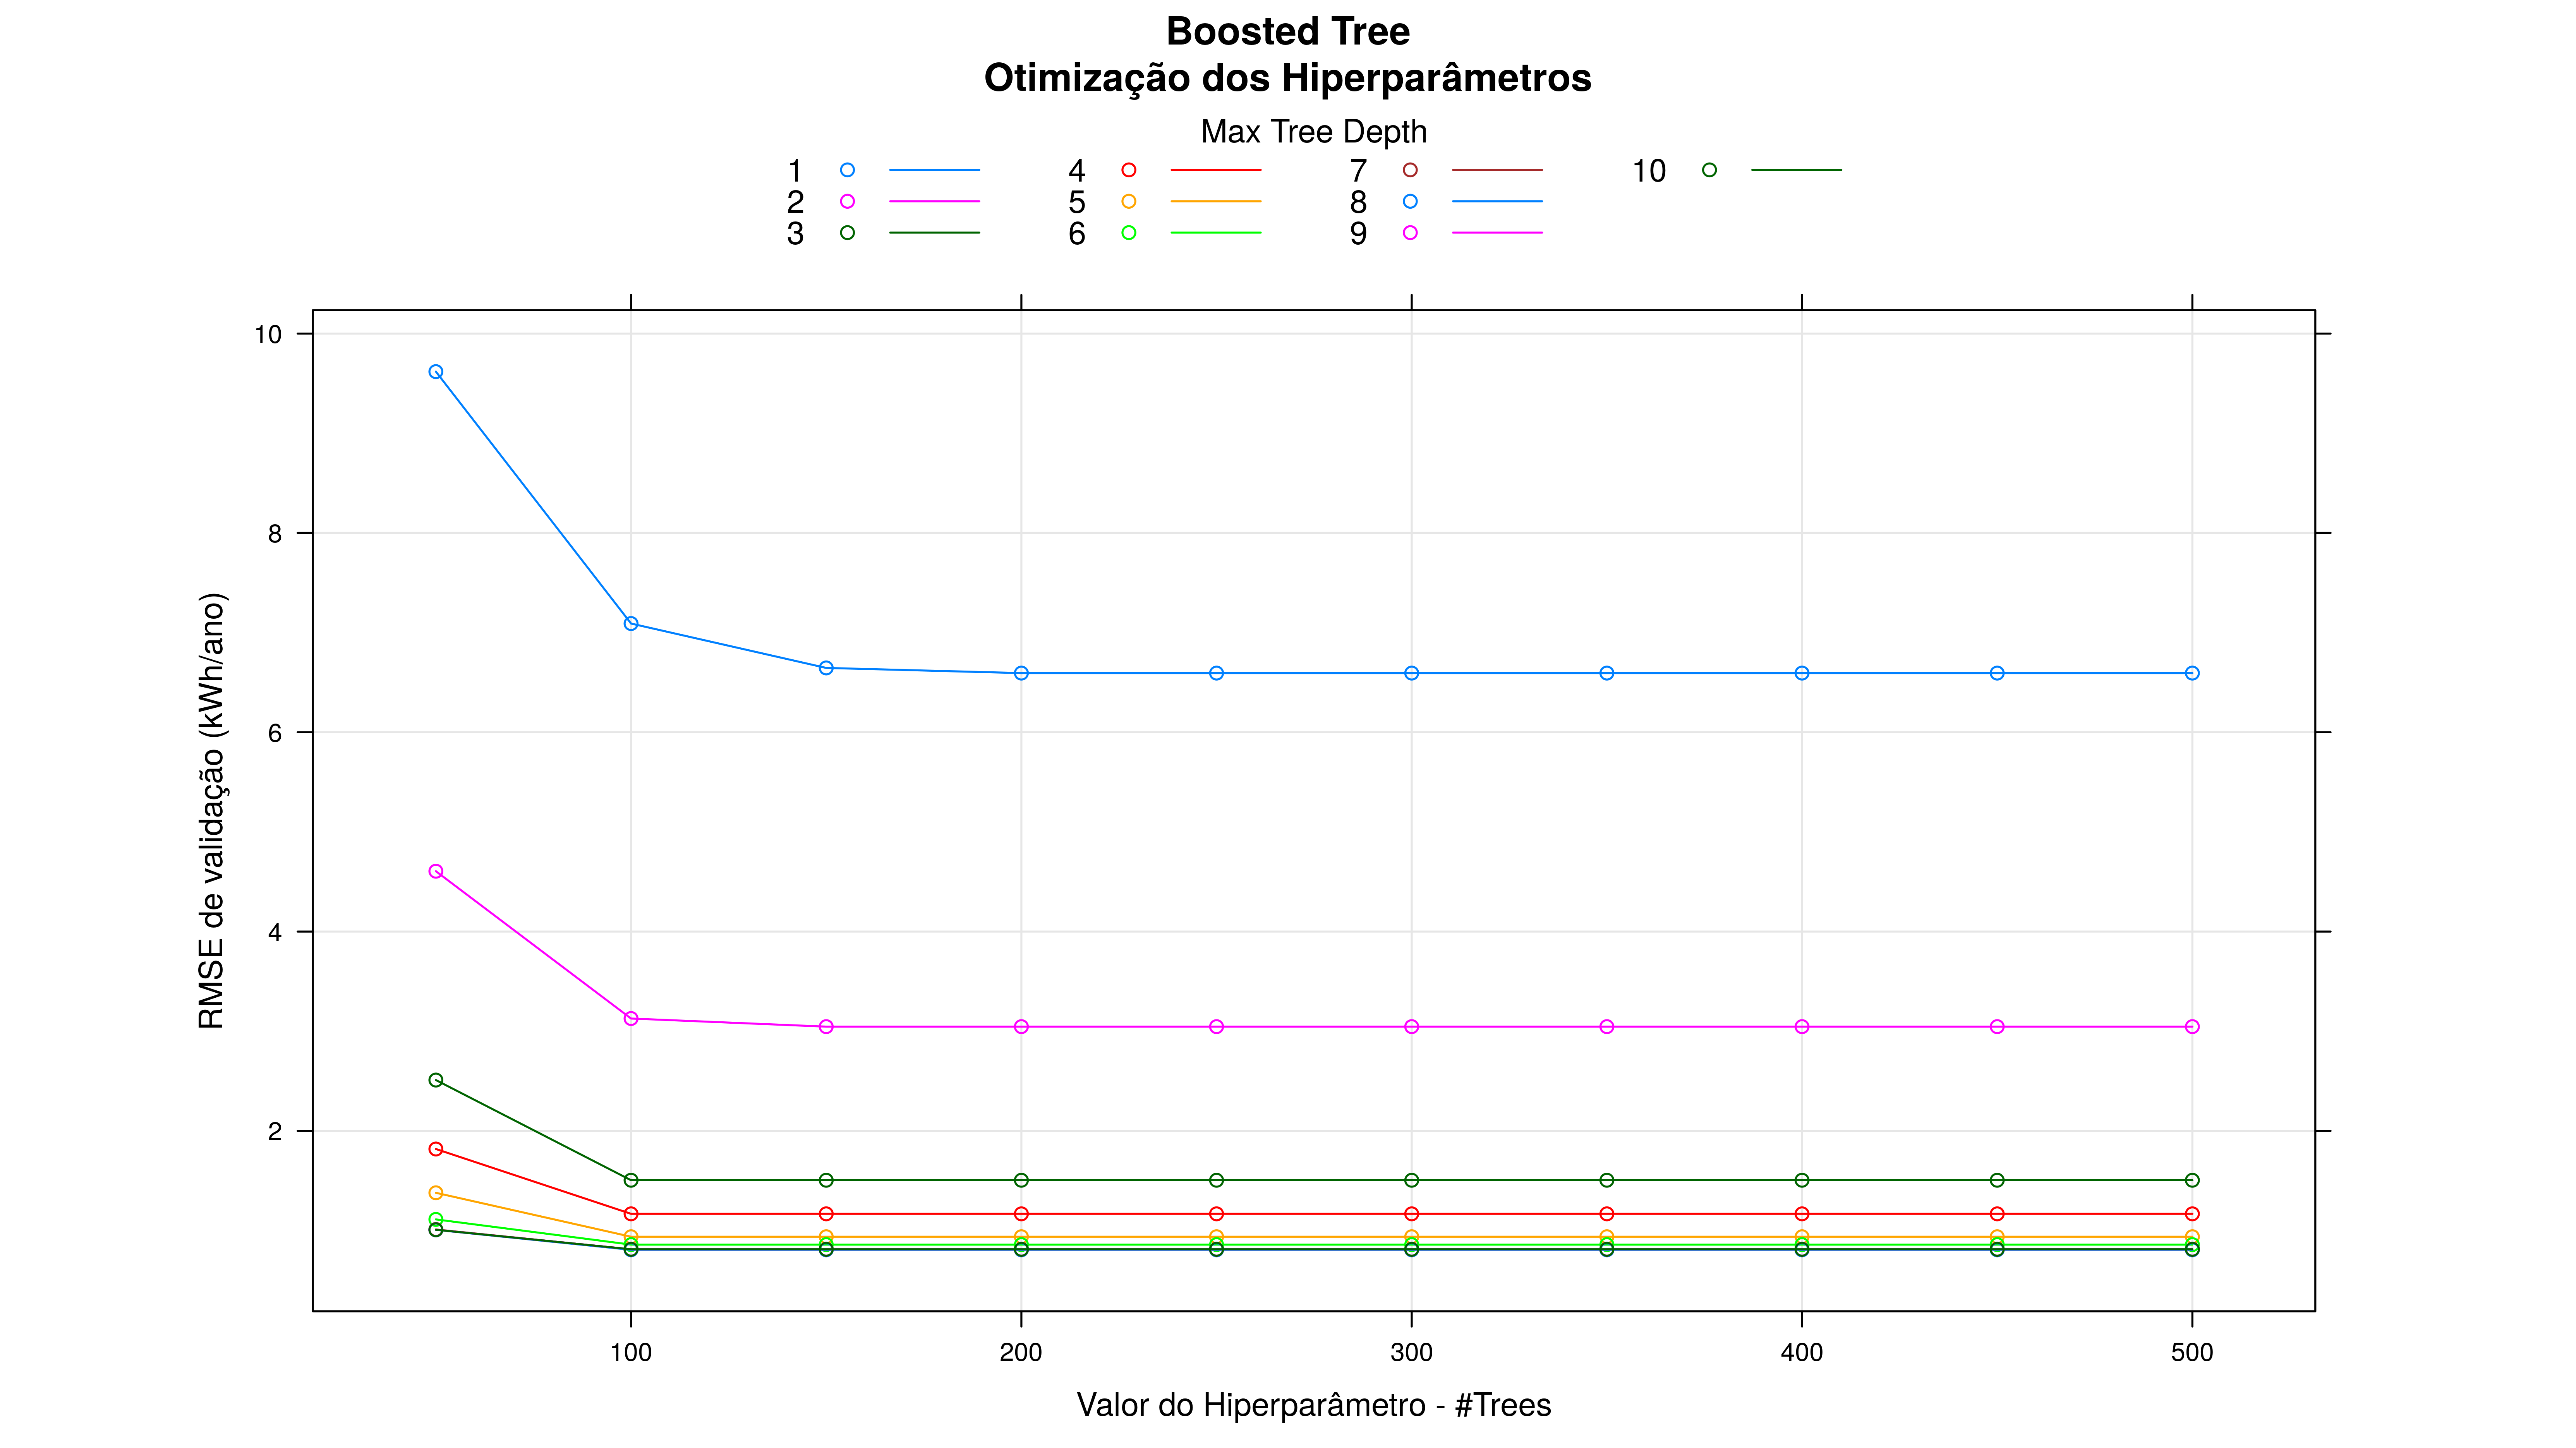 Boosted Tree
Otimização dos Hiperparâmetros
Max Tree Depth
1 4 7 10
2 5 8
3 6 9
10
8
6
4
2
RMSE de validação (kWh/ano)
100 200 300 400 500
Valor do Hiperparâmetro - #Trees